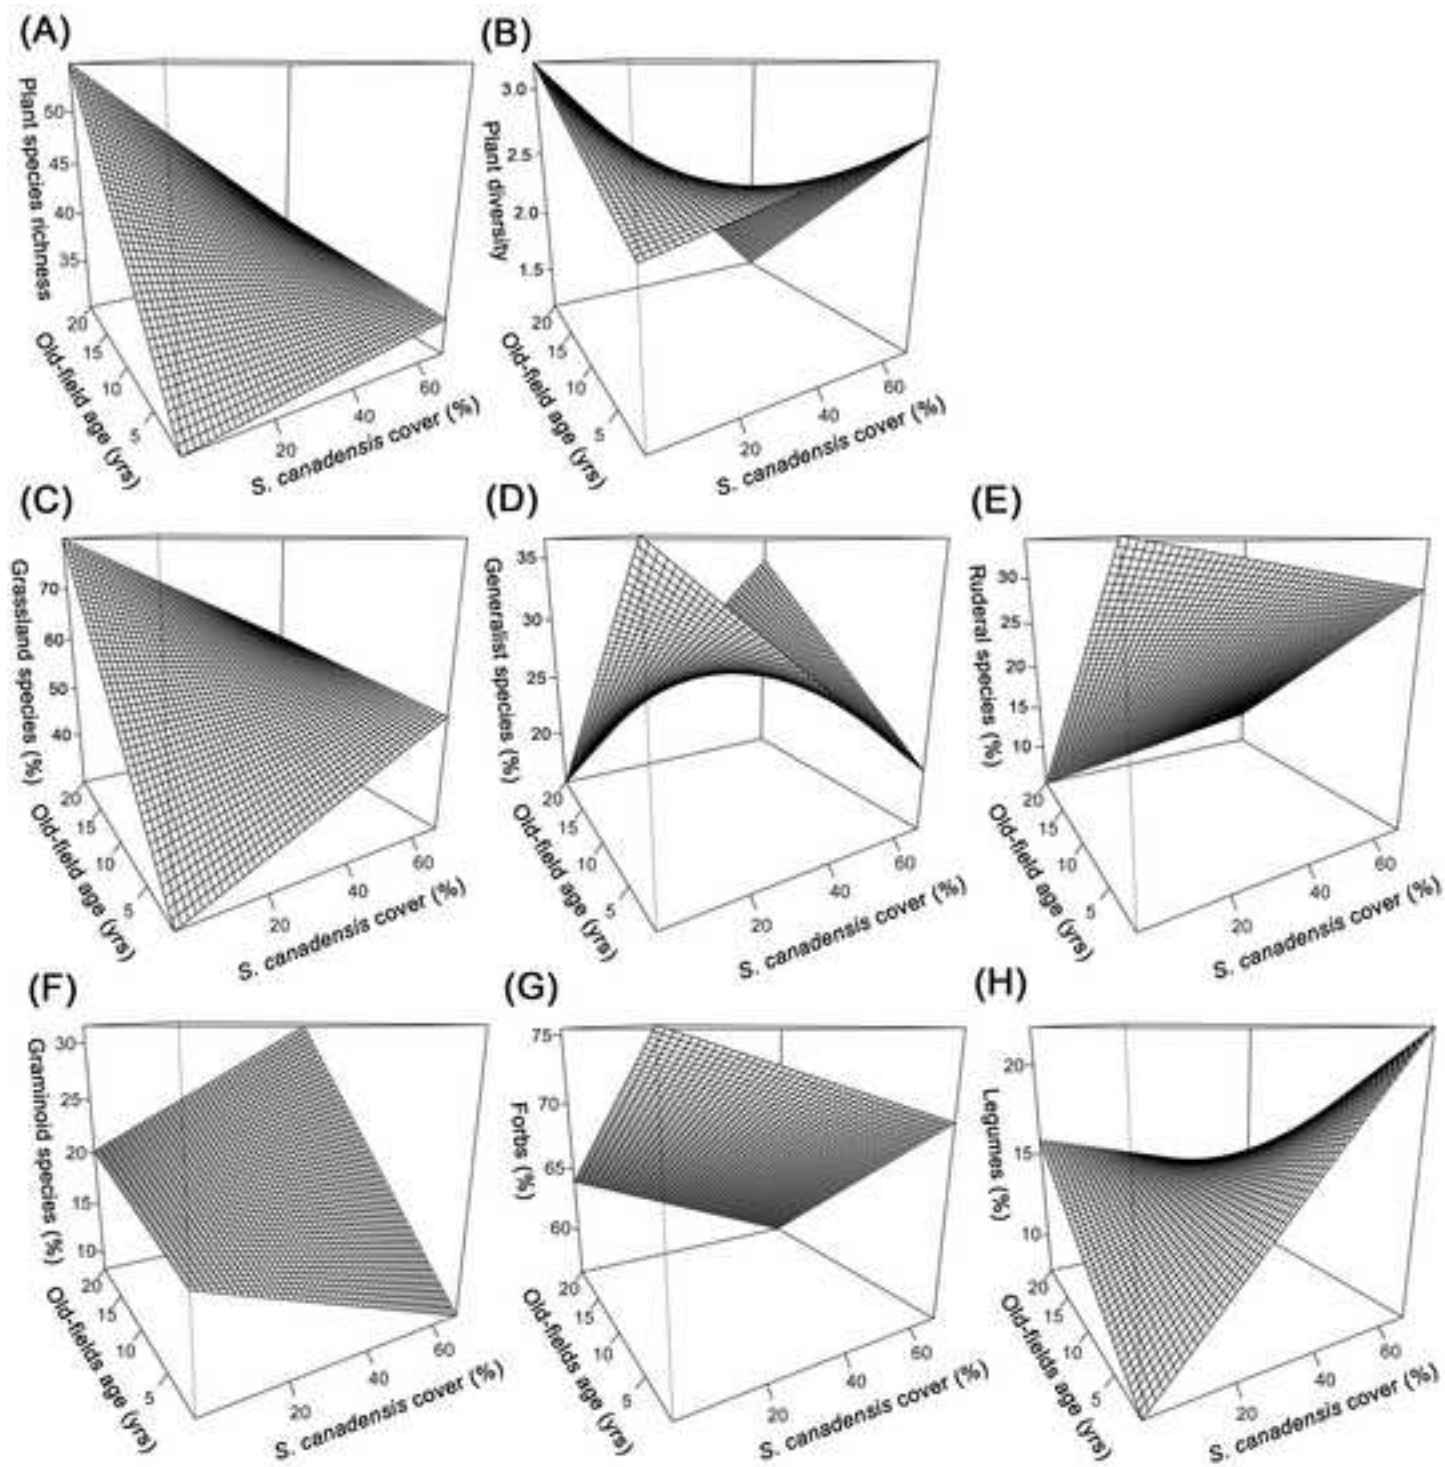 (A)
Plant species richness
50
45
40
35
20
15
10
5
Old-field age (yrs)
20
40
60
S. canadensis cover (%)
(B)
Plant diversity
3.0
2.5
2.0
1.5
20
15
10
5
Old-field age (yrs)
20
40
60
S. canadensis cover (%)
(C)
Grassland species (%)
70
60
50
40
20
15
10
5
Old-field age (yrs)
20
40
60
S. canadensis cover (%)
(D)
Generalist species (%)
35
30
25
20
20
15
10
5
Old-field age (yrs)
20
40
60
S. canadensis cover (%)
(E)
Ruderal species (%)
30
25
20
15
10
20
15
10
5
Old-field age (yrs)
20
40
60
S. canadensis cover (%)
(F)
Graminoid species (%)
30
25
20
15
10
20
15
10
5
Old-fields age (yrs)
20
40
60
S. canadensis cover (%)
(G)
Forbs (%)
75
70
65
60
20
15
10
5
Old-fields age (yrs)
20
40
60
S. canadensis cover (%)
(H)
Legumes (%)
20
15
10
20
15
10
5
Old-fields age (yrs)
20
40
60
S. canadensis cover (%)